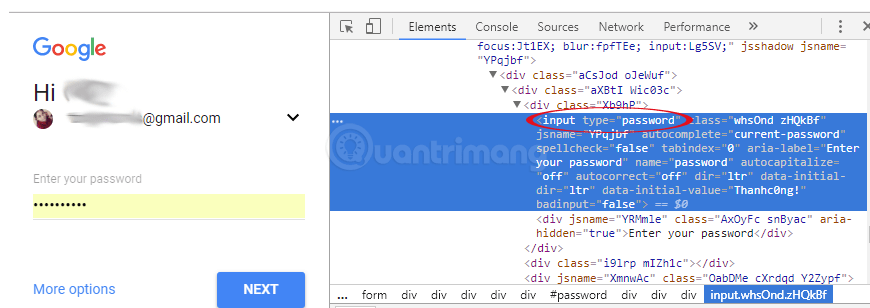 Google
Hi
@gmail.com
Enter your password
••••••••••
More options
NEXT
Elements Console Sources Network Performance »
focus:Jt1EX; blur:fpfTEe; input:Lg5SV;" jsshadow jsname=
"YPqjbf">
▼<div class="aCsJod oJeWuf">
▼<div class="aXBtI Wic03c">
▼<div class="Xb9hP">
<input type="password" class="whsOnd zHQkBf"
jsname="YPqjbf" autocomplete="current-password"
spellcheck="false" tabindex="0" aria-label="Enter
your password" name="password" autocapitalize=
"off" autocorrect="off" dir="ltr" data-initial-
dir="ltr" data-initial-value="Thanhc0ng!"
badinput="false"> == $0
<div jsname="YRMmle" class="AxOyFc snByac" aria-
hidden="true">Enter your password</div>
</div>
<div class="i9lrp mIZh1c"></div>
<div jsname="XmnwAc" class="OabDMe cXrdqd Y2Zypf">
... form div div div div #password div div div input.whsOnd.zHQkBf
Quantrimang